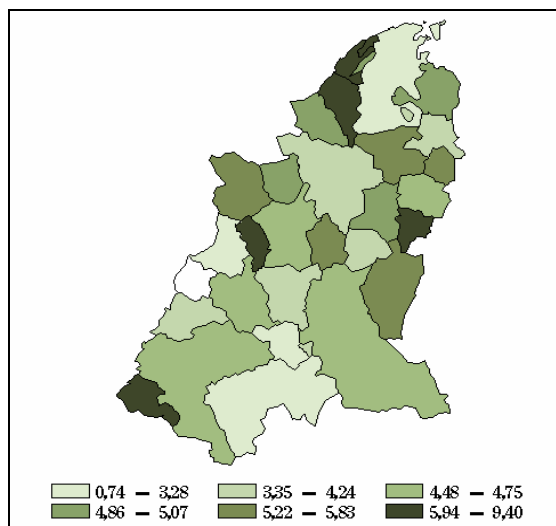 0,74 – 3,28 3,35 – 4,24 4,48 – 4,75
4,86 – 5,07 5,22 – 5,83 5,94 – 9,40